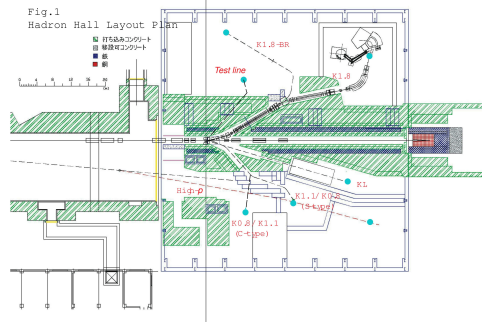 Fig.1
Hadron Hall Layout Plan
打ち込みコンクリート
移設可コンクリート
鉄
銅
K1.8-BR
Test line
K1.8
KL
High-p
K1.1/K0.8
(S-type)
K0.8/K1.1
(C-type)